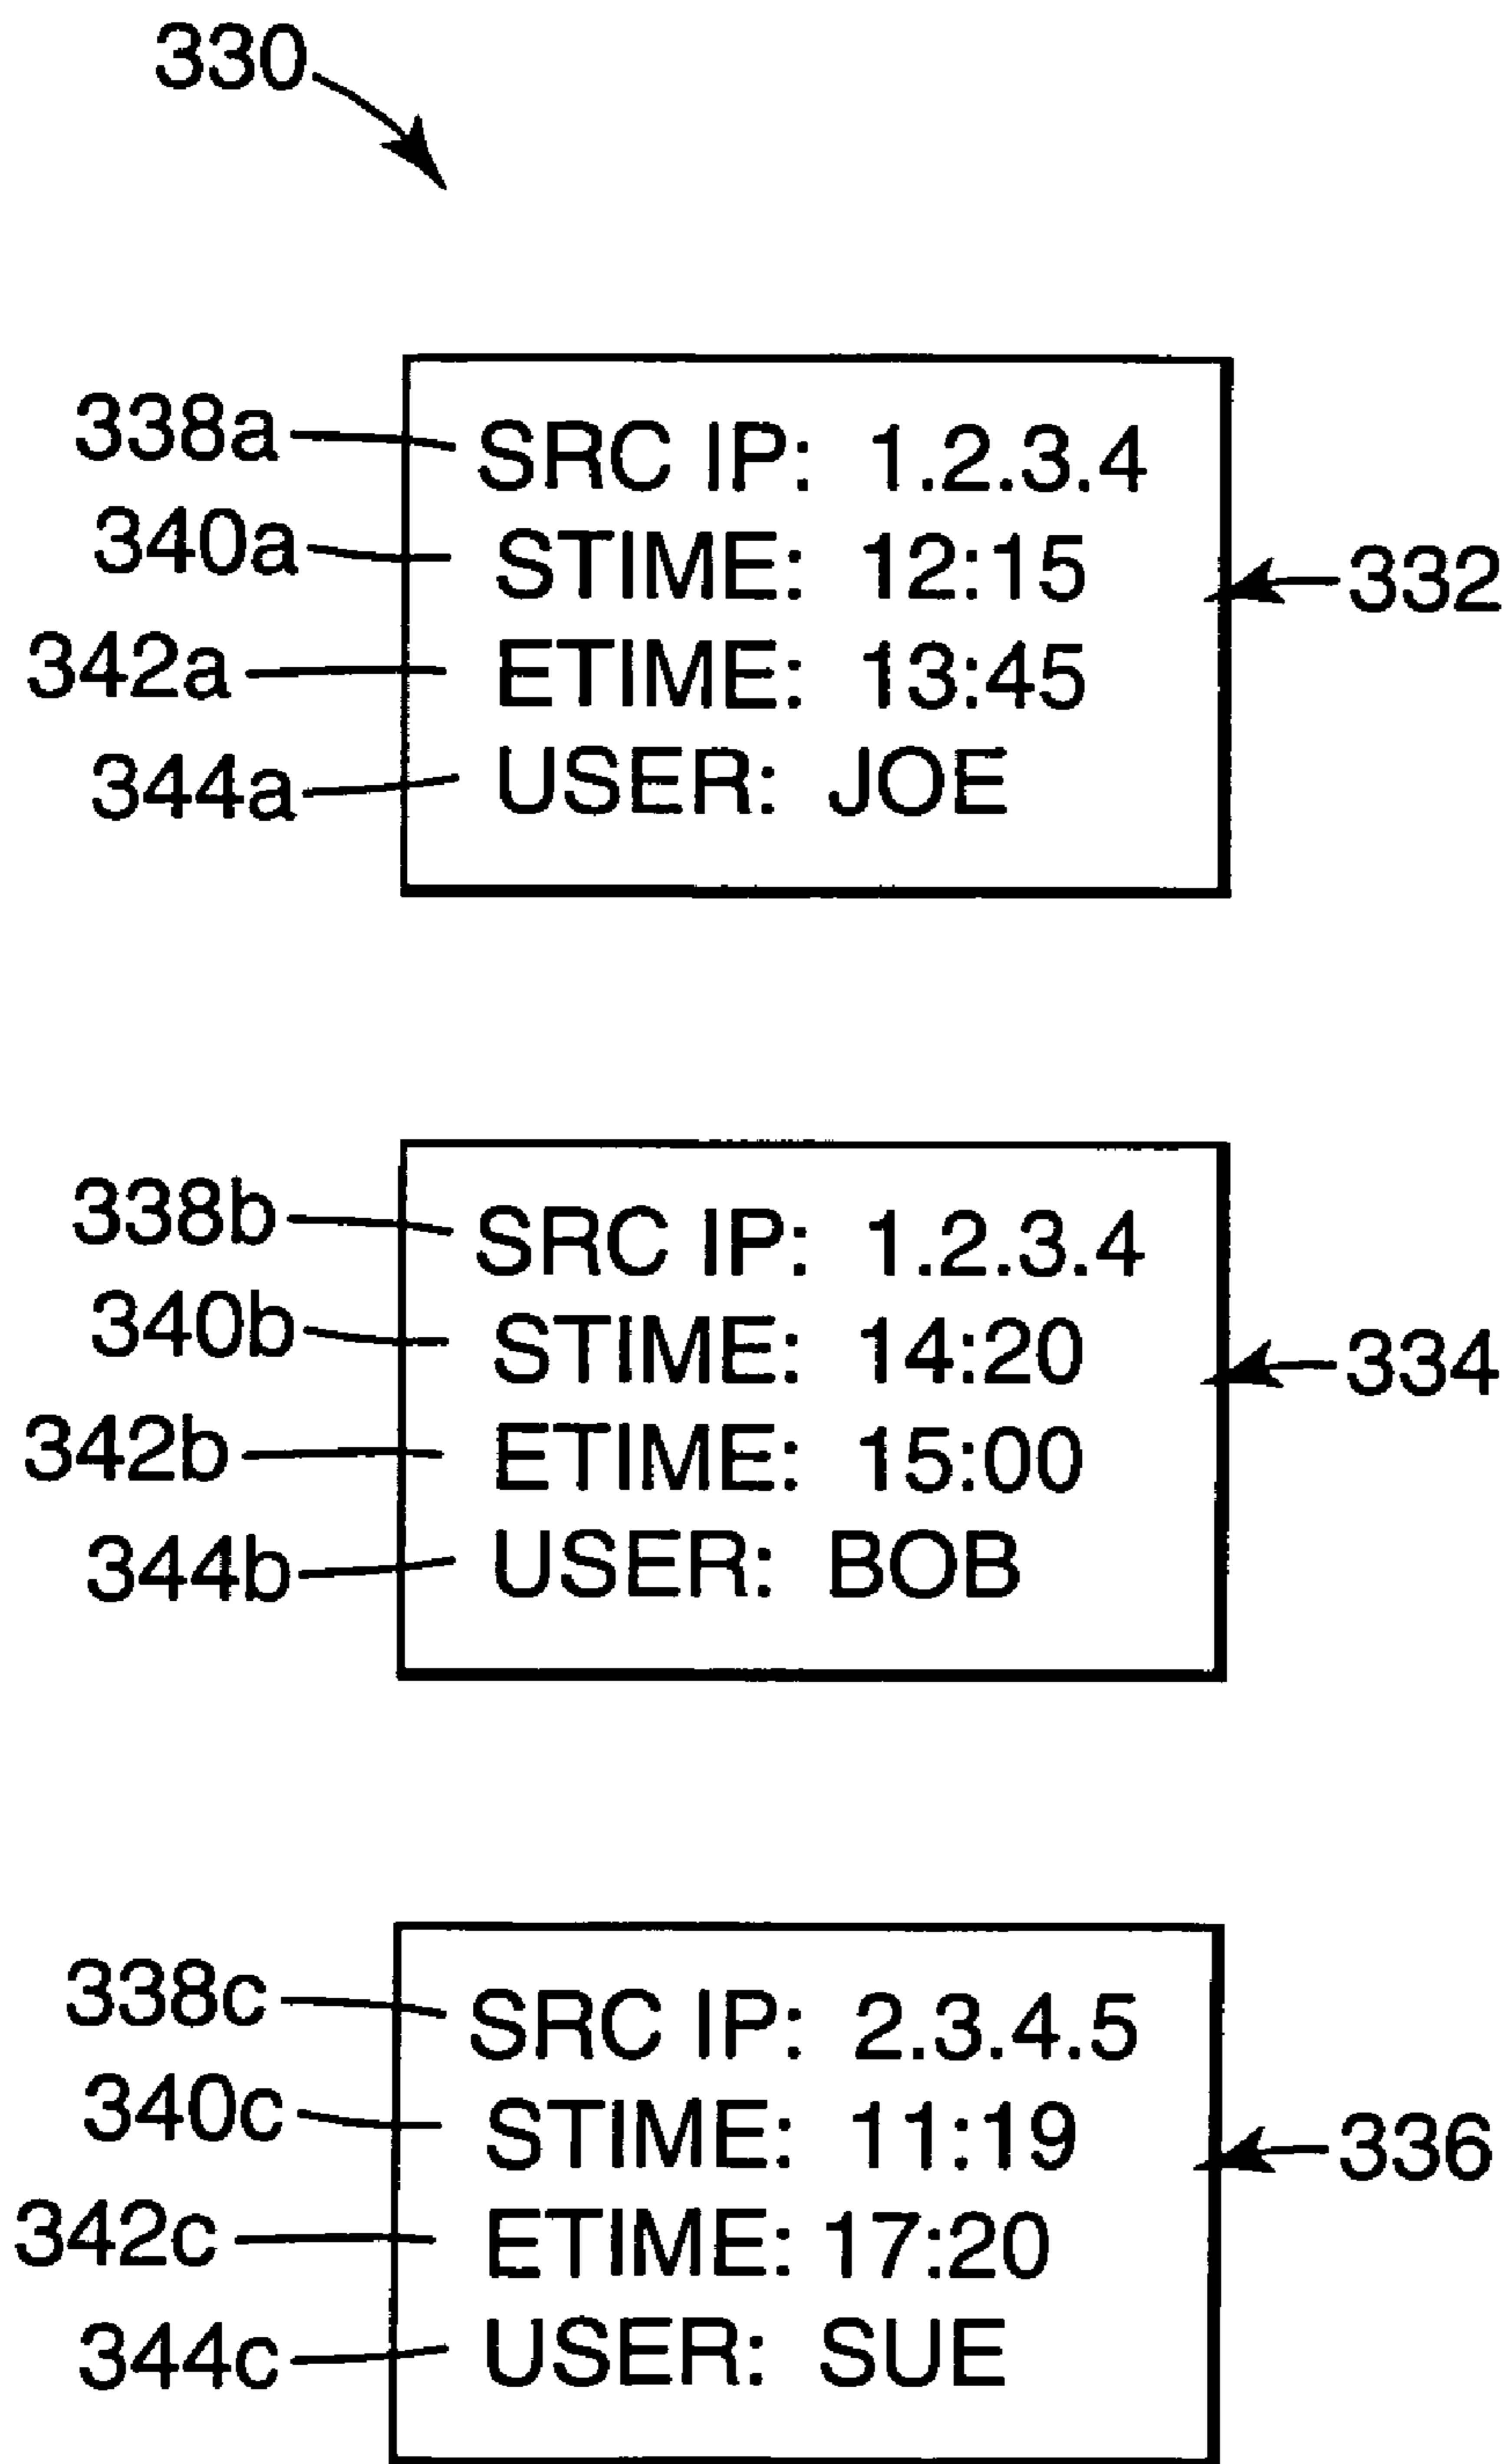 330
338a SRC IP: 1.2.3.4
340a STIME: 12:15
332
342a ETIME: 13:45
344a USER: JOE
338b SRC IP: 1.2.3.4
340b STIME: 14:20
334
342b ETIME: 15:00
344b USER: BOB
338c SRC IP: 2.3.4.5
340c STIME: 11:19
336
342c ETIME: 17:20
344c USER: SUE